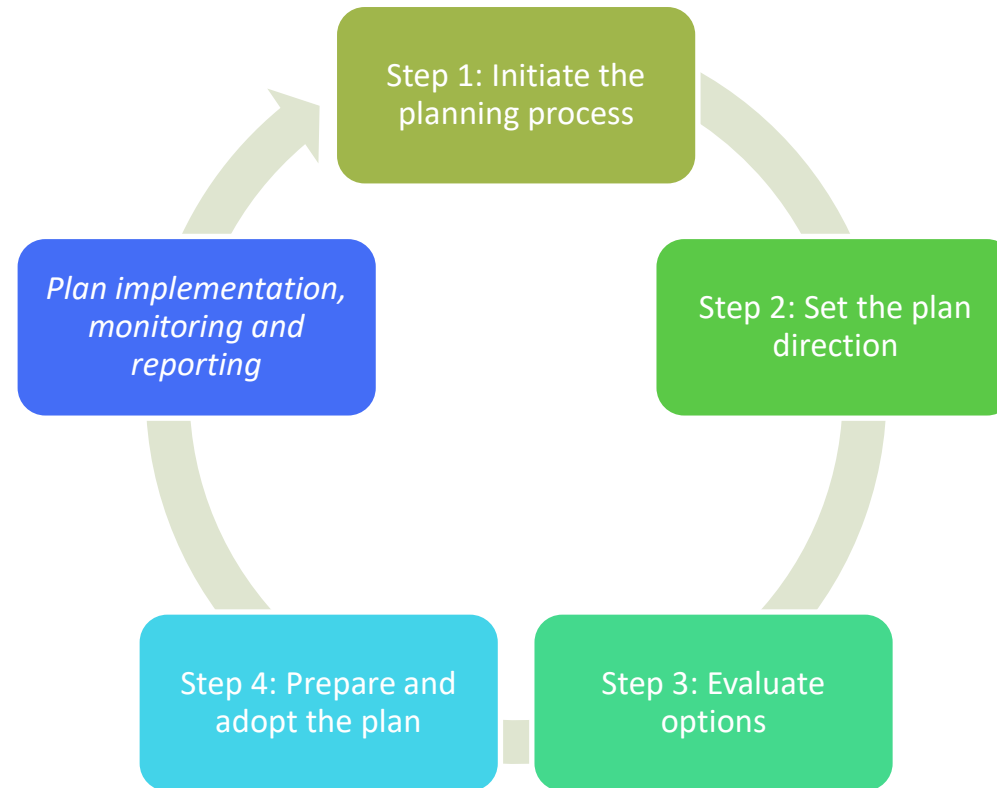 Step 1: Initiate the
planning process
Step 2: Set the plan
direction
Step 3: Evaluate
options
Step 4: Prepare and
adopt the plan
Plan implementation,
monitoring and
reporting